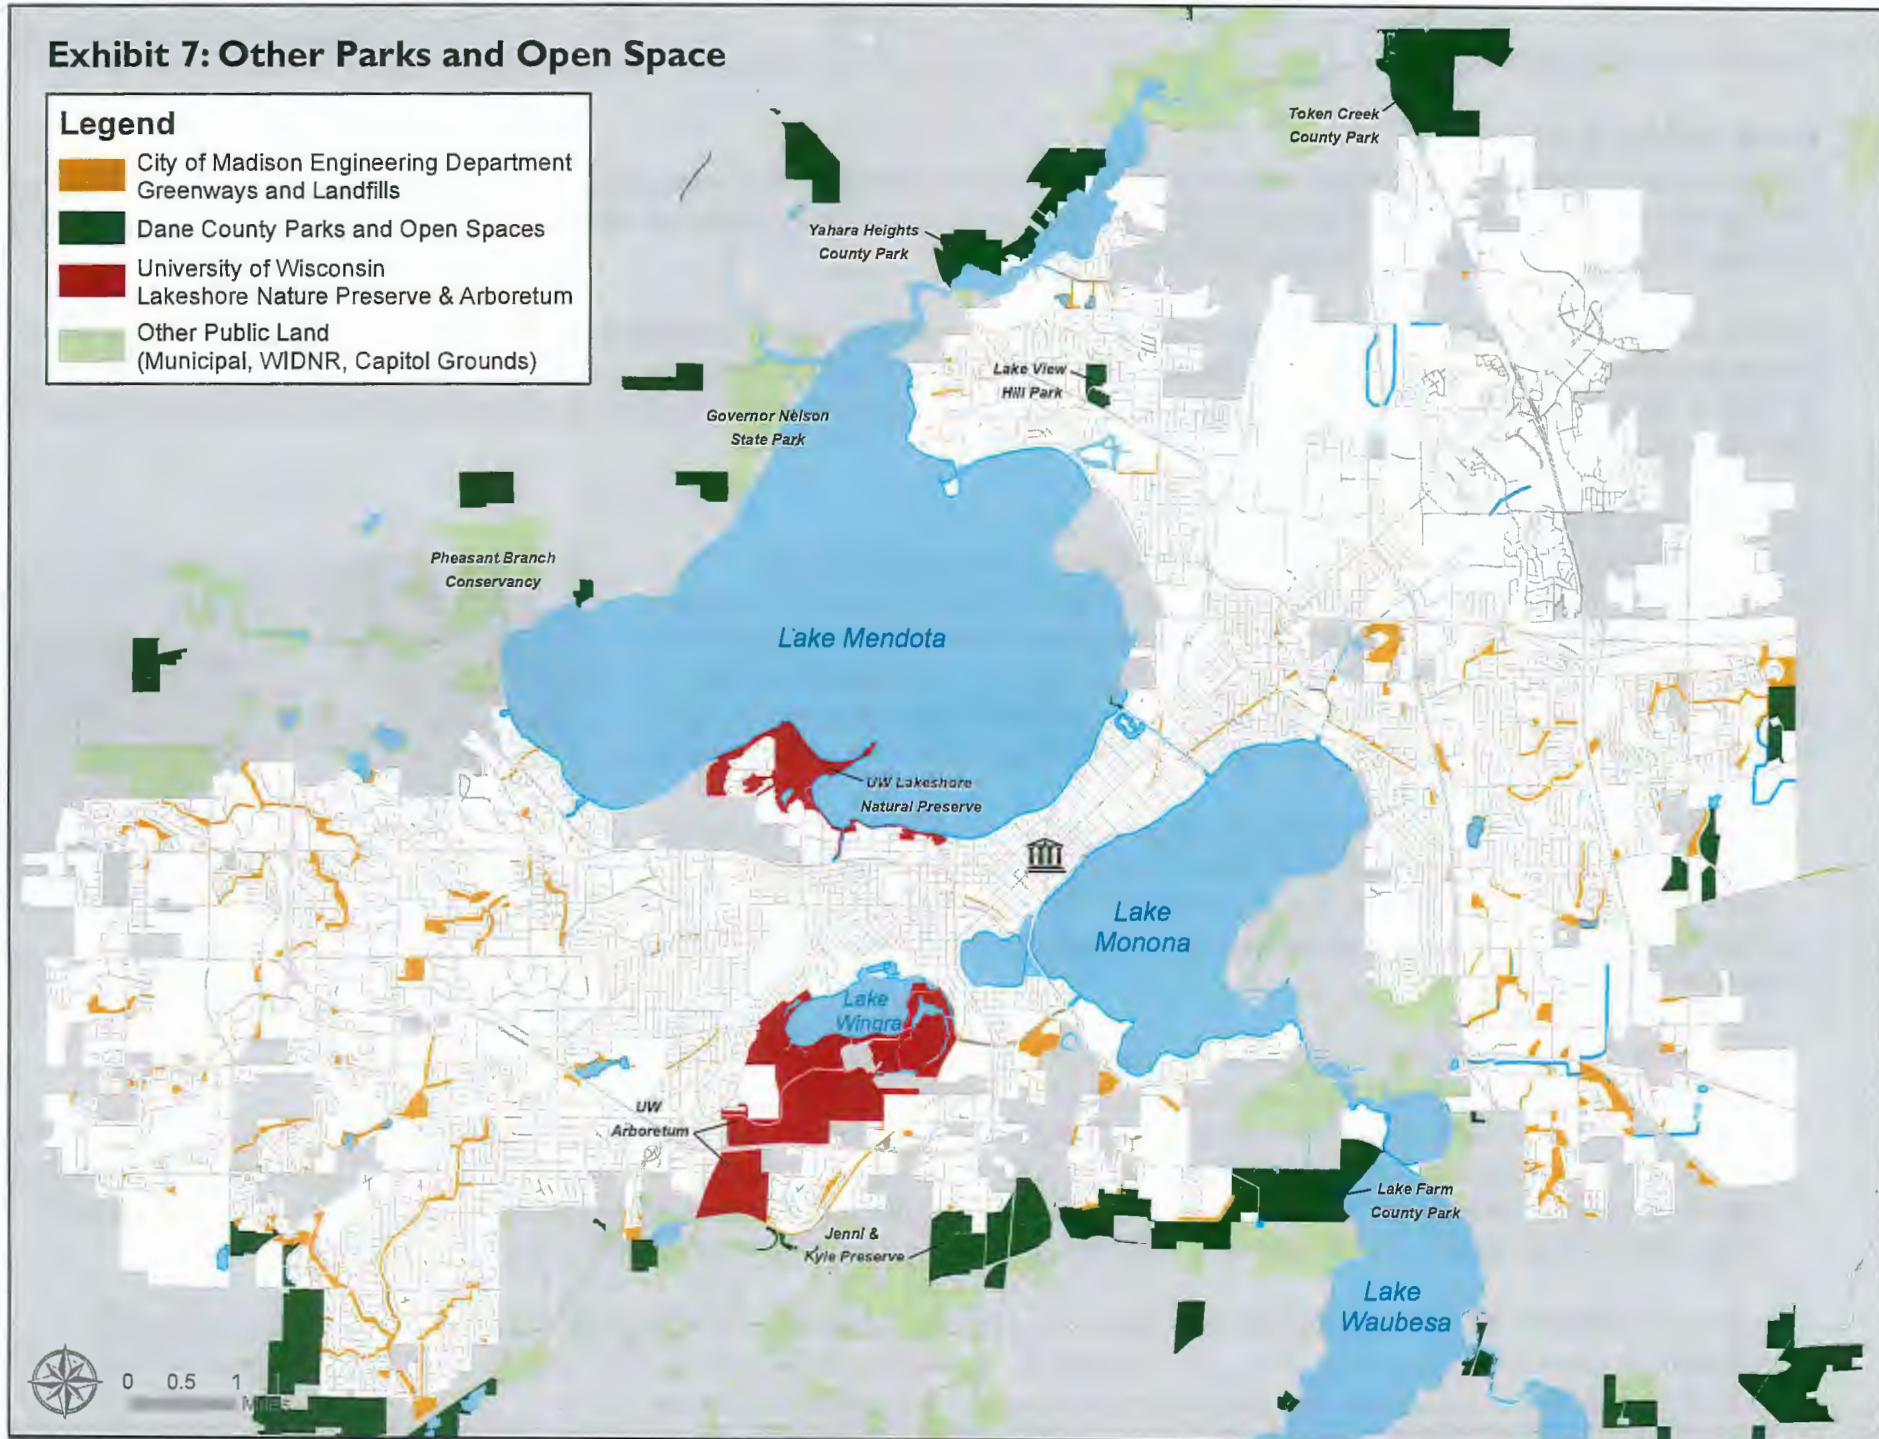 Exhibit 7: Other Parks and Open Space
Legend
City of Madison Engineering Department
Greenways and Landfills
Dane County Parks and Open Spaces
University of Wisconsin
Lakeshore Nature Preserve & Arboretum
Other Public Land
(Municipal, WIDNR, Capitol Grounds)
Token Creek
County Park
Yahara Heights
County Park
Lake View
Hill Park
Governor Nelson
State Park
Pheasant Branch
Conservancy
Lake Mendota
UW Lakeshore
Natural Preserve
Lake
Monona
Lake
Wingra
UW
Arboretum
Lake Farm
County Park
Jenni &
Kyle Preserve
Lake
Waubesa
0 0.5 1
Miles